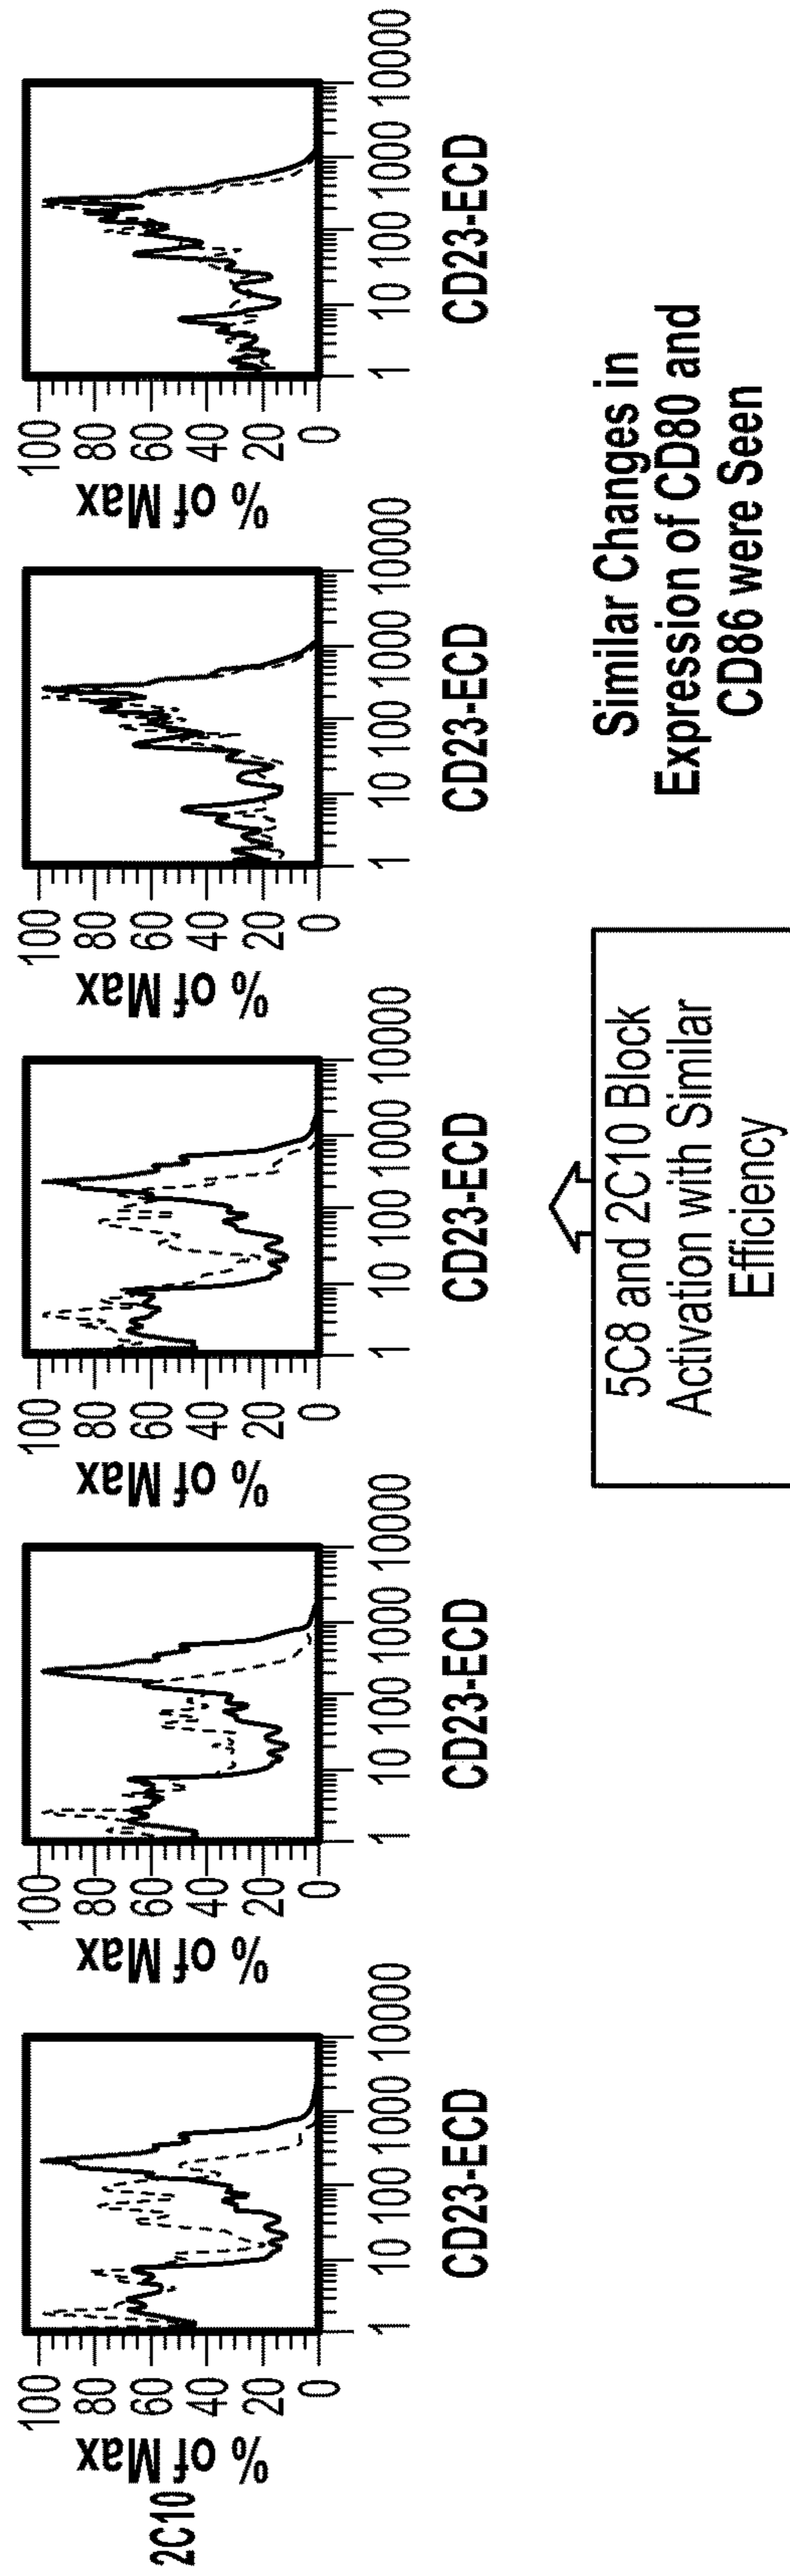 2C10
% of Max
100
80
60
40
20
0
1 10 100 1000 10000
CD23-ECD
% of Max
100
80
60
40
20
0
1 10 100 1000 10000
CD23-ECD
% of Max
100
80
60
40
20
0
1 10 100 1000 10000
CD23-ECD
% of Max
100
80
60
40
20
0
1 10 100 1000 10000
CD23-ECD
% of Max
100
80
60
40
20
0
1 10 100 1000 10000
CD23-ECD
5C8 and 2C10 Block
Activation with Similar
Efficiency
Similar Changes in
Expression of CD80 and
CD86 were Seen